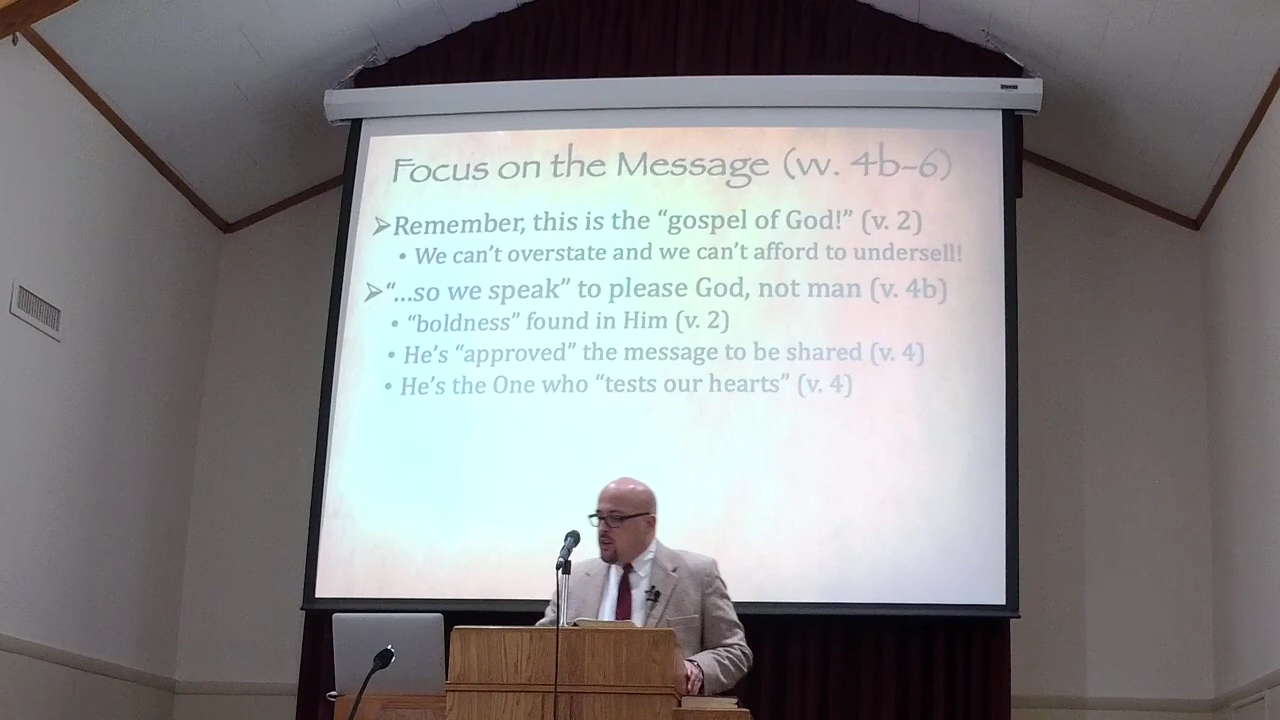 Focus on the Message (vv. 4b-6)
➢Remember, this is the “gospel of God!” (v. 2)
• We can’t overstate and we can’t afford to undersell!
➢“…so we speak” to please God, not man (v. 4b)
• “boldness” found in Him (v. 2)
• He’s “approved” the message to be shared (v. 4)
• He’s the One who “tests our hearts” (v. 4)